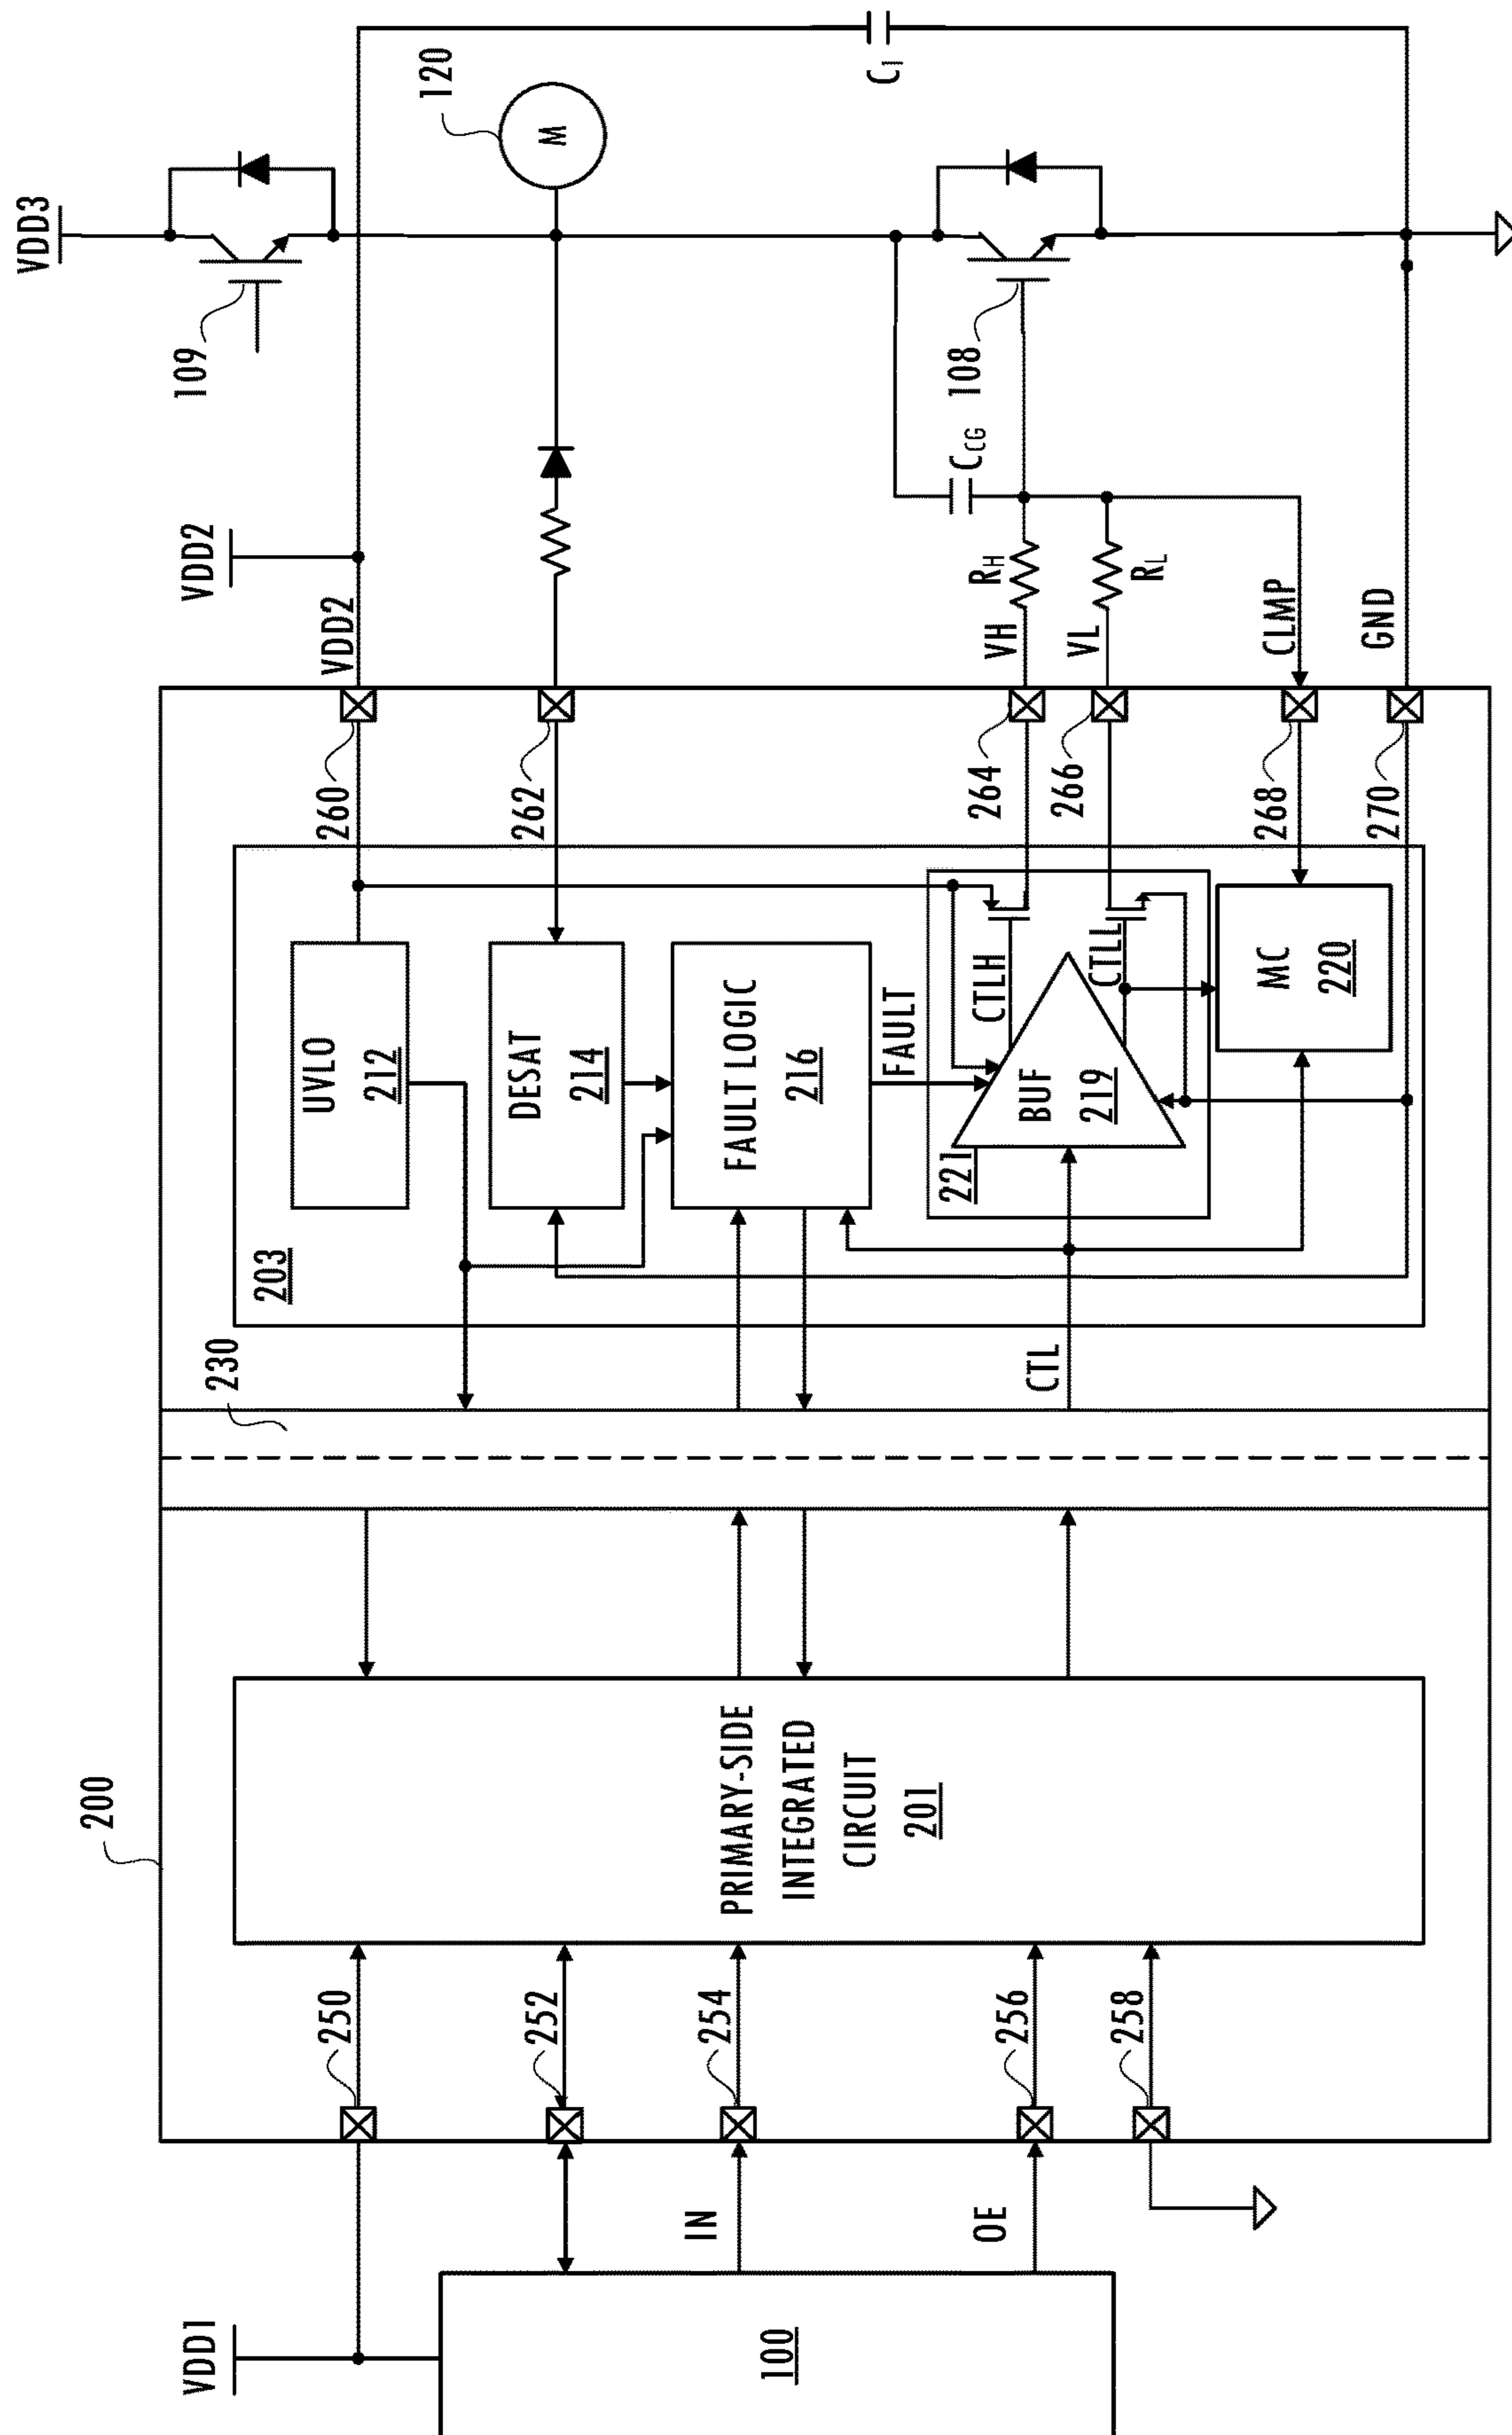 VDD1
100
IN
OE
200
250
252
254
256
258
PRIMARY-SIDE
INTEGRATED
CIRCUIT
201
230
203
UVLO
212
DESAT
214
FAULT LOGIC
216
FAULT
CTL
221
BUF
219
CTLH
CTLL
MC
220
260
262
264
266
268
270
VDD2
VDD2
VH
VL
CLMP
GND
RH
RL
CCG
109
VDD3
120
M
108
C1